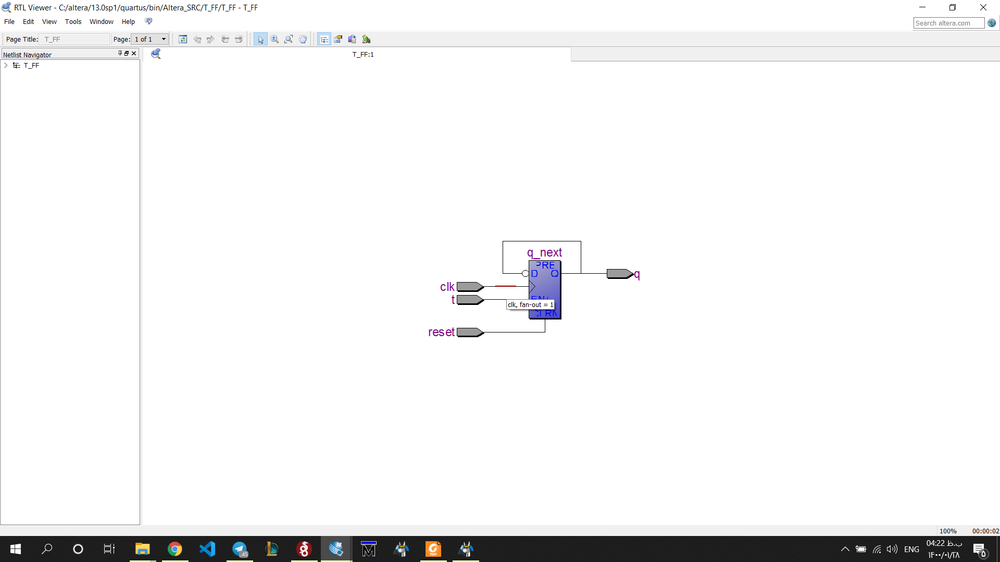 RTL Viewer - C:/altera/13.0sp1/quartus/bin/Altera_SRC/T_FF/T_FF - T_FF
File Edit View Tools Window Help
Search altera.com
Page Title: T_FF Page: 1 of 1
Netlist Navigator
T_FF:1
T_FF
q_next
PRE
D Q
q
clk
t
clk, fan-out = 1
reset
100% 00:00:02
.45
PDF
ENG
04:22 ب.ظ
۱۴۰۰/۰۱/۲۸
۵